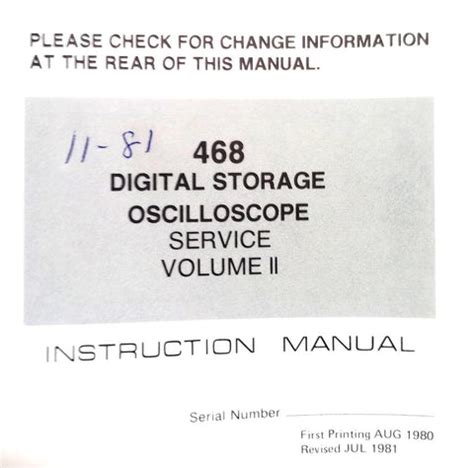 PLEASE CHECK FOR CHANGE INFORMATION
AT THE REAR OF THIS MANUAL.
11-81
468
DIGITAL STORAGE
OSCILLOSCOPE
SERVICE
VOLUME II
INSTRUCTION MANUAL
Serial Number
First Printing AUG 1980
Revised JUL 1981